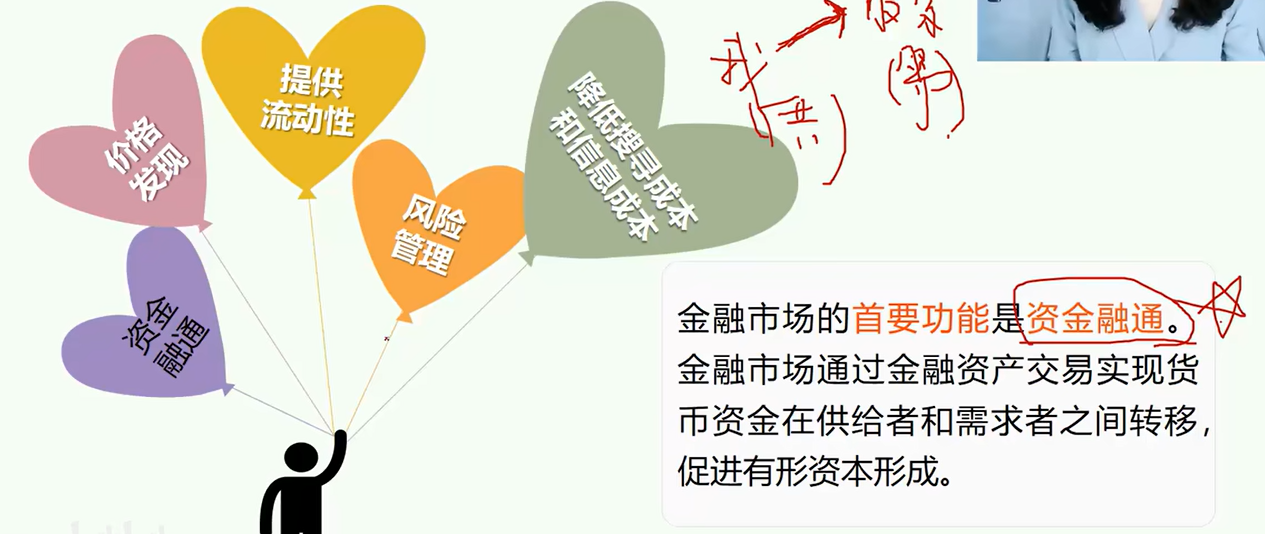 提供
流动性
价格
发现
降低搜寻成本
和信息成本
风险
管理
资金
融通
我
(供)
(需)
金融市场的首要功能是资金融通。
金融市场通过金融资产交易实现货
币资金在供给者和需求者之间转移，
促进有形资本形成。